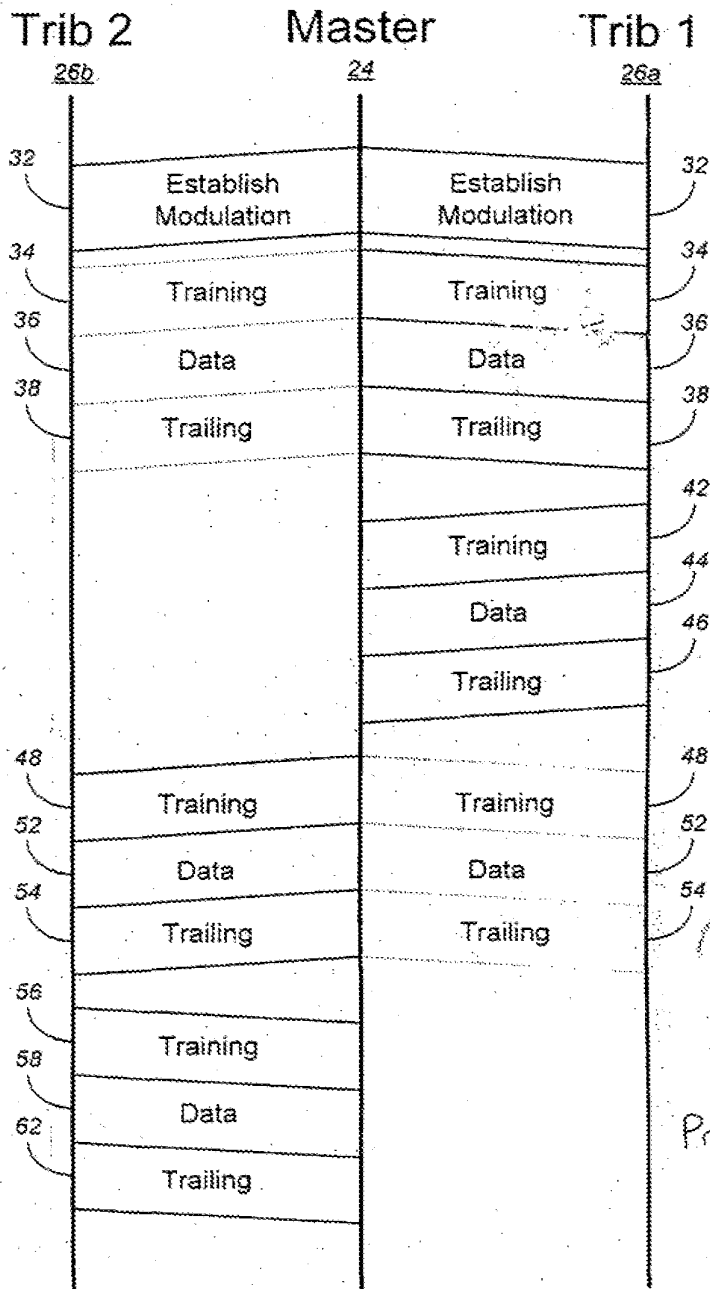 Trib 2 Master Trib 1
26b 24 26a
32 Establish Modulation Establish Modulation 32
34 Training Training 34
36 Data Data 36
38 Trailing Trailing 38
Training 42
Data 44
Trailing 46
48 Training Training 48
52 Data Data 52
54 Trailing Trailing 54
56 Training
58 Data
62 Trailing